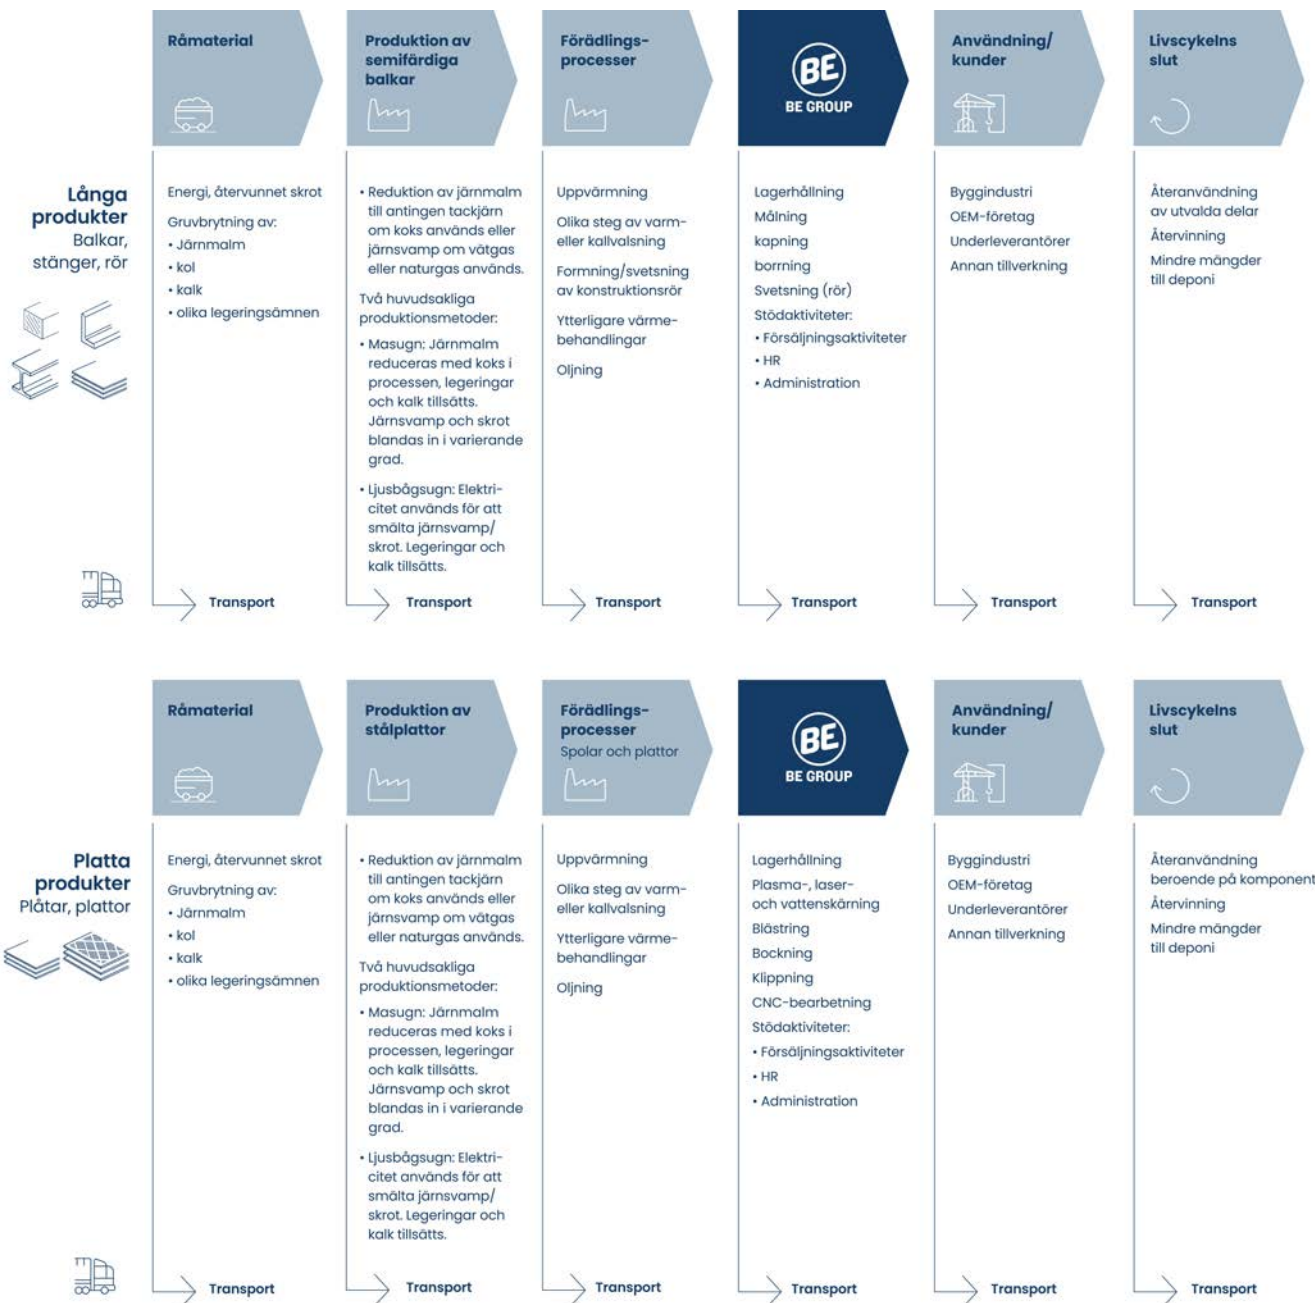 Råmaterial
Produktion av
semifärdiga
balkar
Förädlings-
processer
BE
BE GROUP
Användning/
kunder
Livscykelns
slut
Långa
produkter
Balkar,
stänger, rör
Energi, återvunnet skrot
Gruvbrytning av:
• Järnmalm
• kol
• kalk
• olika legeringsämnen
• Reduktion av järnmalm
till antingen tackjärn
om koks används eller
järnsvamp om vätgas
eller naturgas används.
Två huvudsakliga
produktionsmetoder:
• Masugn: Järnmalm
reduceras med koks i
processen, legeringar
och kalk tillsätts.
Järnsvamp och skrot
blandas in i varierande
grad.
• Ljusbågsugn: Elektri-
citet används för att
smälta järnsvamp/
skrot. Legeringar och
kalk tillsätts.
Uppvärmning
Olika steg av varm-
eller kallvalsning
Formning/svetsning
av konstruktionsrör
Ytterligare värme-
behandlingar
Oljning
Lagerhållning
Målning
kapning
borrning
Svetsning (rör)
Stödaktiviteter:
• Försäljningsaktiviteter
• HR
• Administration
Byggindustri
OEM-företag
Underleverantörer
Annan tillverkning
Återanvändning
av utvalda delar
Återvinning
Mindre mängder
till deponi
Transport
Transport
Transport
Transport
Transport
Transport
Råmaterial
Produktion av
stålplattor
Förädlings-
processer
Spolar och plattor
BE
BE GROUP
Användning/
kunder
Livscykelns
slut
Platta
produkter
Plåtar, plattor
Energi, återvunnet skrot
Gruvbrytning av:
• Järnmalm
• kol
• kalk
• olika legeringsämnen
• Reduktion av järnmalm
till antingen tackjärn
om koks används eller
järnsvamp om vätgas
eller naturgas används.
Två huvudsakliga
produktionsmetoder:
• Masugn: Järnmalm
reduceras med koks i
processen, legeringar
och kalk tillsätts.
Järnsvamp och skrot
blandas in i varierande
grad.
• Ljusbågsugn: Elektri-
citet används för att
smälta järnsvamp/
skrot. Legeringar och
kalk tillsätts.
Uppvärmning
Olika steg av varm-
eller kallvalsning
Ytterligare värme-
behandlingar
Oljning
Lagerhållning
Plasma-, laser-
och vattenskärning
Blästring
Bockning
Klippning
CNC-bearbetning
Stödaktiviteter:
• Försäljningsaktiviteter
• HR
• Administration
Byggindustri
OEM-företag
Underleverantörer
Annan tillverkning
Återanvändning
beroende på komponent
Återvinning
Mindre mängder
till deponi
Transport
Transport
Transport
Transport
Transport
Transport